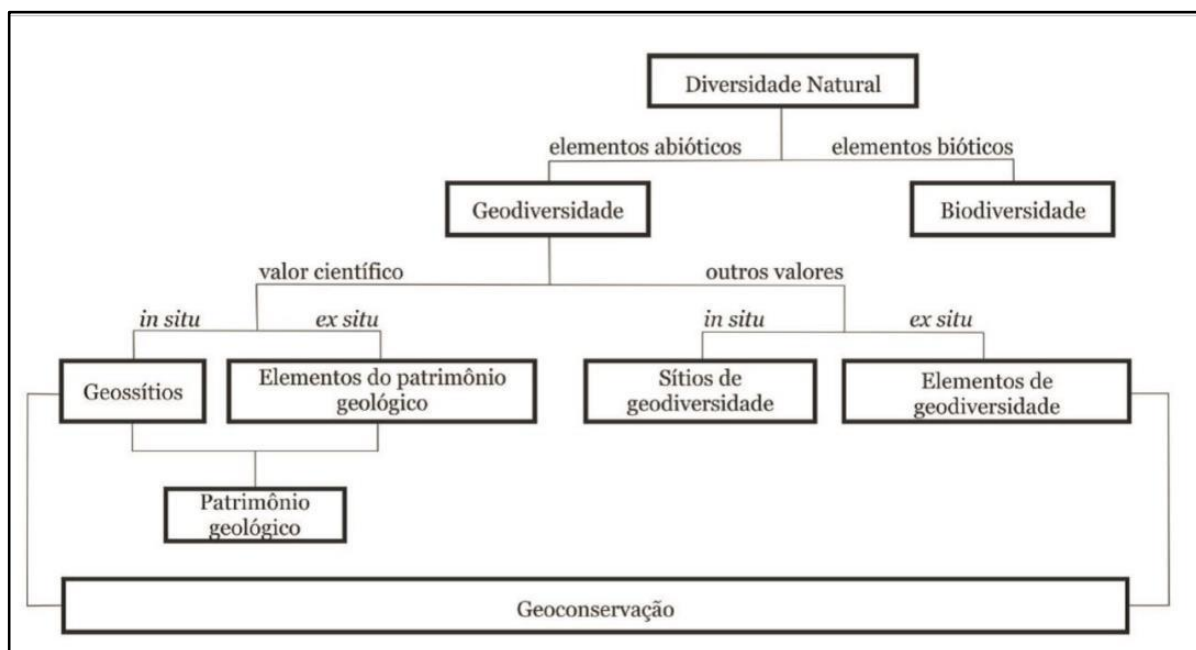 Diversidade Natural
elementos abióticos
elementos bióticos
Geodiversidade
Biodiversidade
valor científico
outros valores
in situ
ex situ
in situ
ex situ
Geossítios
Elementos do patrimônio
geológico
Sítios de
geodiversidade
Elementos de
geodiversidade
Patrimônio
geológico
Geoconservação